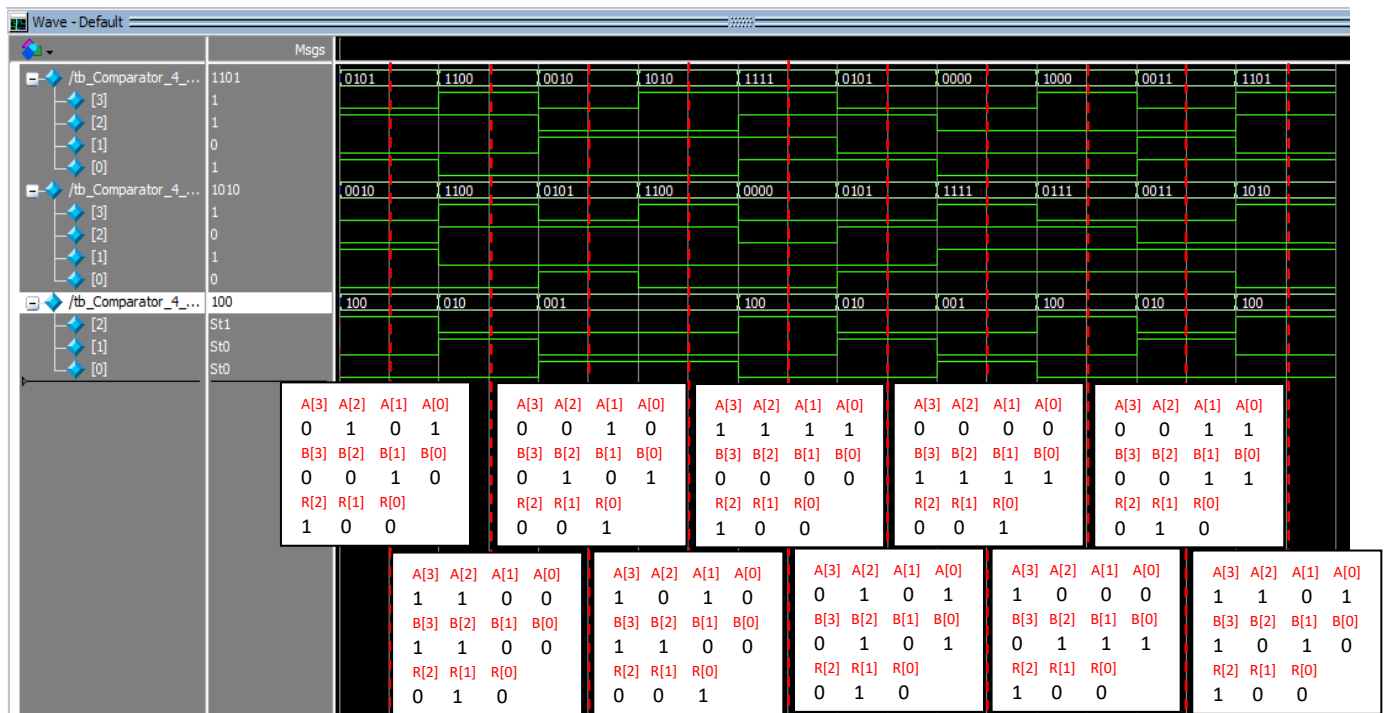 Wave - Default
Msgs
/tb_Comparator_4_... 1101 0101 1100 0010 1010 1111 0101 0000 1000 0011 1101
[3] 1
[2] 1
[1] 0
[0] 1
/tb_Comparator_4_... 1010 0010 1100 0101 1100 0000 0101 1111 0111 0011 1010
[3] 1
[2] 0
[1] 1
[0] 0
/tb_Comparator_4_... 100 100 010 001 100 010 001 100 010 100
[2] St1
[1] St0
[0] St0
A[3] A[2] A[1] A[0]
0 1 0 1
B[3] B[2] B[1] B[0]
0 0 1 0
R[2] R[1] R[0]
1 0 0
A[3] A[2] A[1] A[0]
0 0 1 0
B[3] B[2] B[1] B[0]
0 1 0 1
R[2] R[1] R[0]
0 0 1
A[3] A[2] A[1] A[0]
1 1 1 1
B[3] B[2] B[1] B[0]
0 0 0 0
R[2] R[1] R[0]
1 0 0
A[3] A[2] A[1] A[0]
0 0 0 0
B[3] B[2] B[1] B[0]
1 1 1 1
R[2] R[1] R[0]
0 0 1
A[3] A[2] A[1] A[0]
0 0 1 1
B[3] B[2] B[1] B[0]
0 0 1 1
R[2] R[1] R[0]
0 1 0
A[3] A[2] A[1] A[0]
1 1 0 0
B[3] B[2] B[1] B[0]
1 1 0 0
R[2] R[1] R[0]
0 1 0
A[3] A[2] A[1] A[0]
1 0 1 0
B[3] B[2] B[1] B[0]
1 1 0 0
R[2] R[1] R[0]
0 0 1
A[3] A[2] A[1] A[0]
0 1 0 1
B[3] B[2] B[1] B[0]
0 1 0 1
R[2] R[1] R[0]
0 1 0
A[3] A[2] A[1] A[0]
1 0 0 0
B[3] B[2] B[1] B[0]
0 1 1 1
R[2] R[1] R[0]
1 0 0
A[3] A[2] A[1] A[0]
1 1 0 1
B[3] B[2] B[1] B[0]
1 0 1 0
R[2] R[1] R[0]
1 0 0